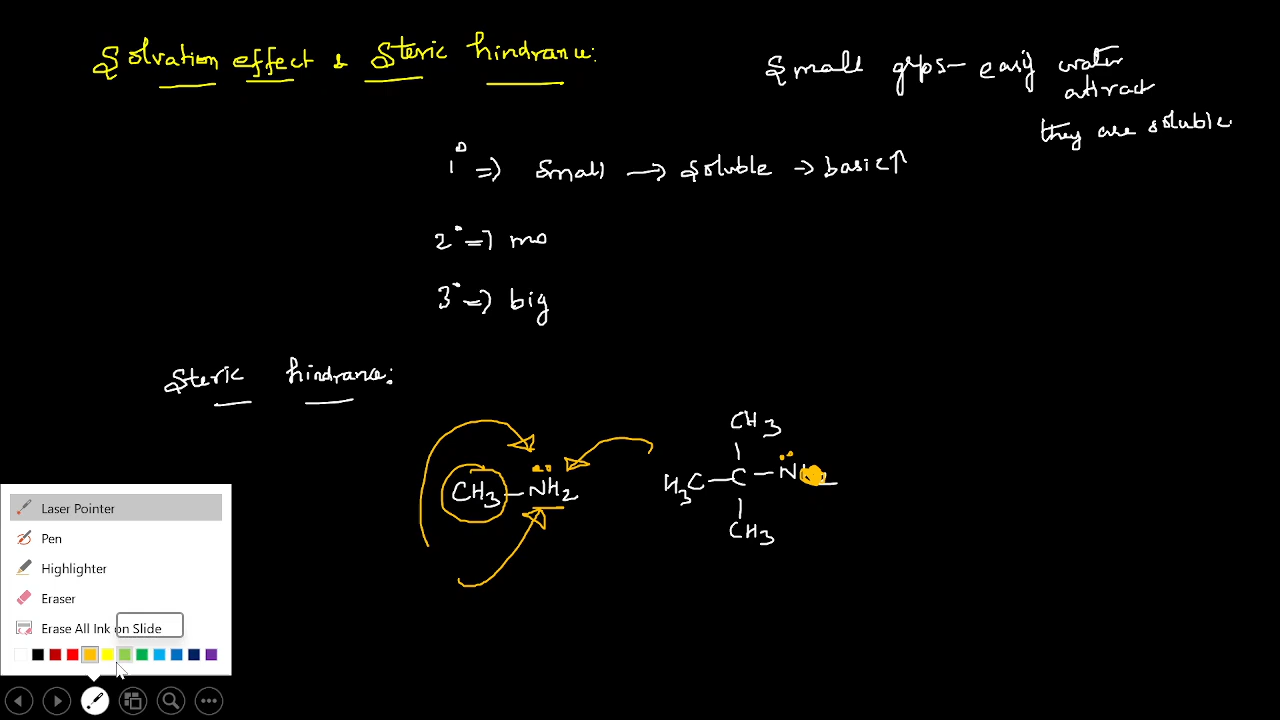 Solvation effect & Steric hindrance:
Small grps- easy water
attract
they are soluble
1° => Small -> Soluble -> basic↑
2° => mo
3° => big
Steric hindrance:
CH3
CH3-NH2
H3C-C-NH2
CH3
Laser Pointer
Pen
Highlighter
Eraser
Erase All Ink on Slide